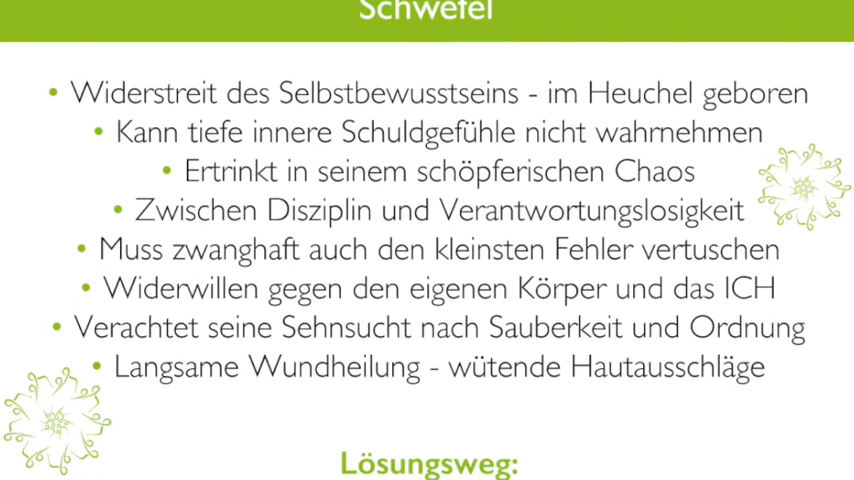 Schwefel
• Widerstreit des Selbstbewusstseins - im Heuchel geboren
• Kann tiefe innere Schuldgefühle nicht wahrnehmen
• Ertrinkt in seinem schöpferischen Chaos
• Zwischen Disziplin und Verantwortungslosigkeit
• Muss zwanghaft auch den kleinsten Fehler vertuschen
• Widerwillen gegen den eigenen Körper und das ICH
• Verachtet seine Sehnsucht nach Sauberkeit und Ordnung
• Langsame Wundheilung - wütende Hautausschläge
Lösungsweg: